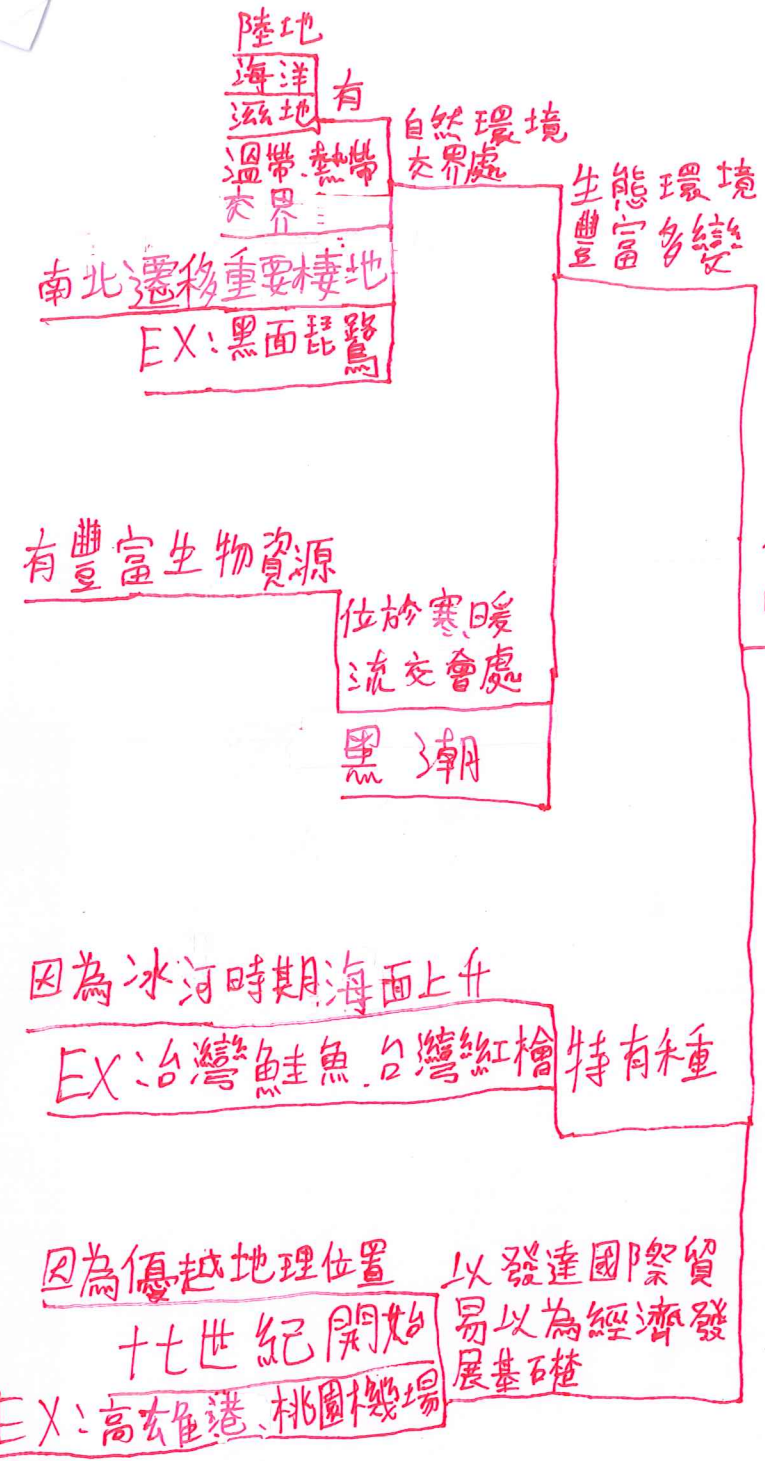 陸地
海洋
濕地
有
溫帶.熱帶
交界
自然環境
交界處
生態環境
豐富多變
南北遷移重要棲地
EX:黑面琵鷺
有豐富生物資源
位於寒.暖
流交會處
黑潮
因為冰河時期海面上升
EX:台灣鮭魚.台灣紅檜
特有種
因為優越地理位置
十七世紀開始
EX:高雄港、桃園機場
以發達國際貿
易以為經濟發
展基石楂